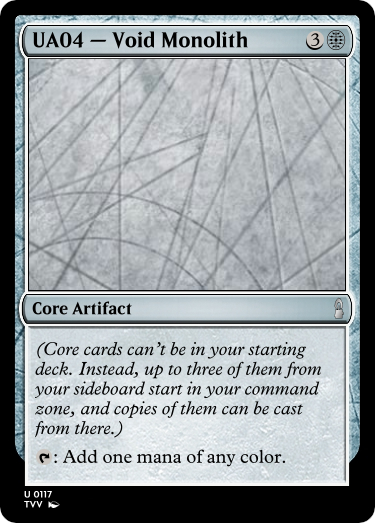 UA04 — Void Monolith 3
Core Artifact
(Core cards can't be in your starting
deck. Instead, up to three of them from
your sideboard start in your command
zone, and copies of them can be cast
from there.)
: Add one mana of any color.
U 0117
TVV